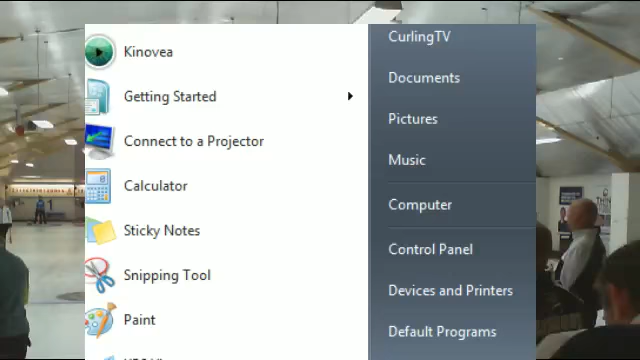 Kinovea
Getting Started
Connect to a Projector
Calculator
Sticky Notes
Snipping Tool
Paint
CurlingTV
Documents
Pictures
Music
Computer
Control Panel
Devices and Printers
Default Programs